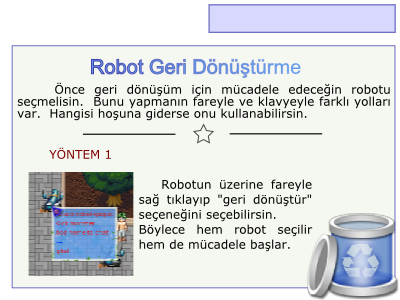 Robot Geri Dönüştürme
Önce geri dönüşüm için mücadele edeceğin robotu
seçmelisin. Bunu yapmanın fareyle ve klavyeyle farklı yolları
var. Hangisi hoşuna giderse onu kullanabilirsin.
YÖNTEM 1
Robotun üzerine fareyle
sağ tıklayıp "geri dönüştür"
seçeneğini seçebilirsin.
Böylece hem robot seçilir
hem de mücadele başlar.